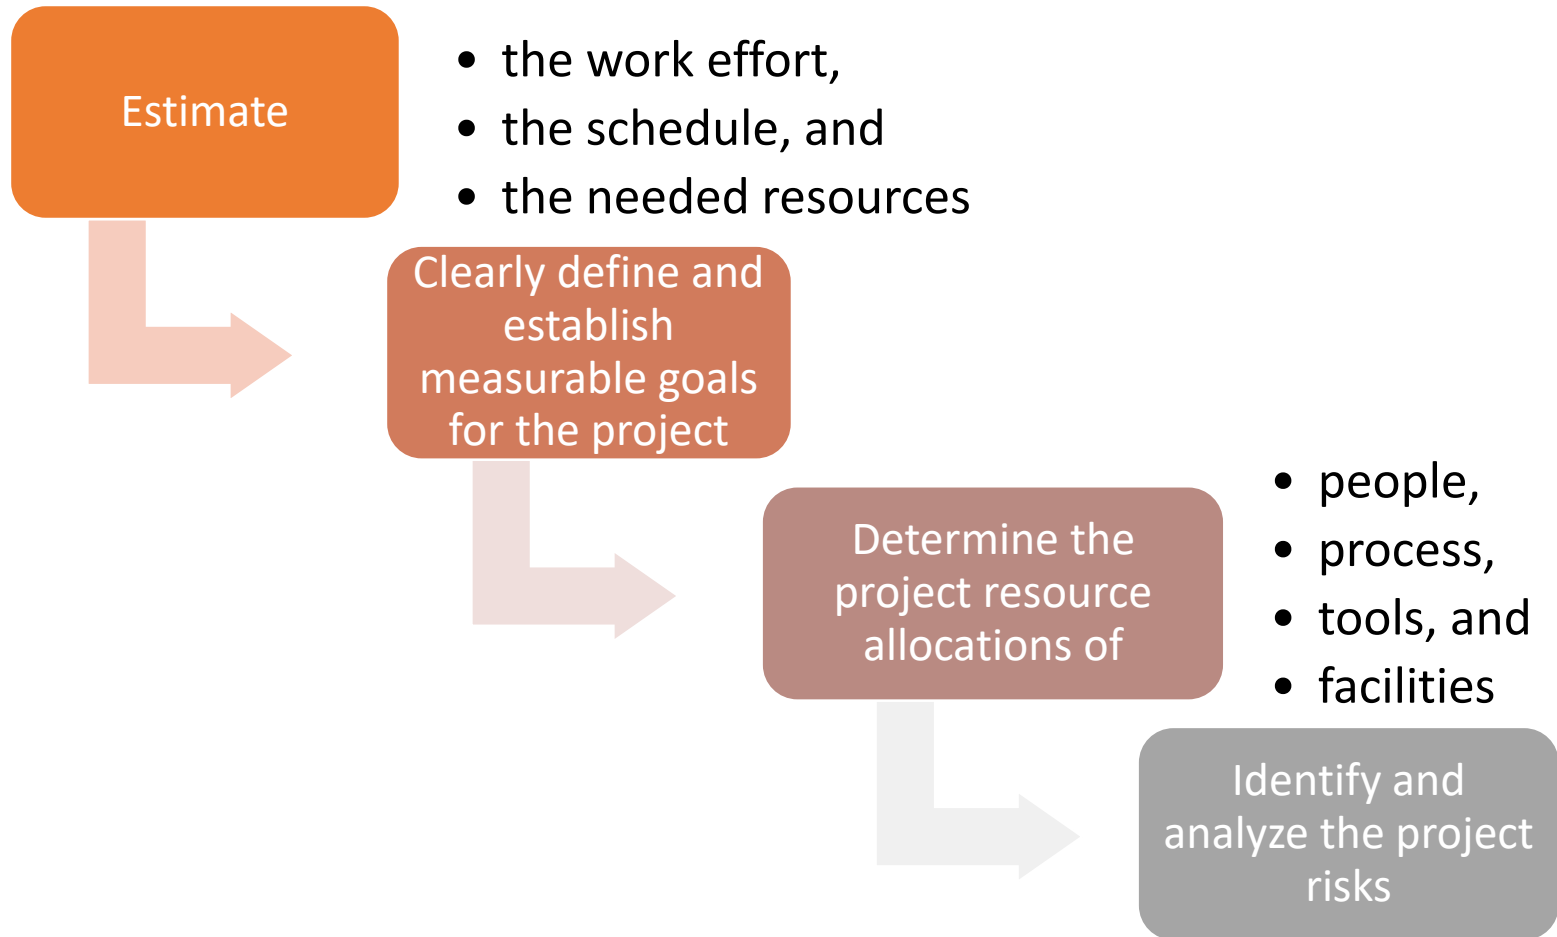 Estimate
• the work effort,
• the schedule, and
• the needed resources
Clearly define and
establish
measurable goals
for the project
Determine the
project resource
allocations of
• people,
• process,
• tools, and
• facilities
Identify and
analyze the project
risks